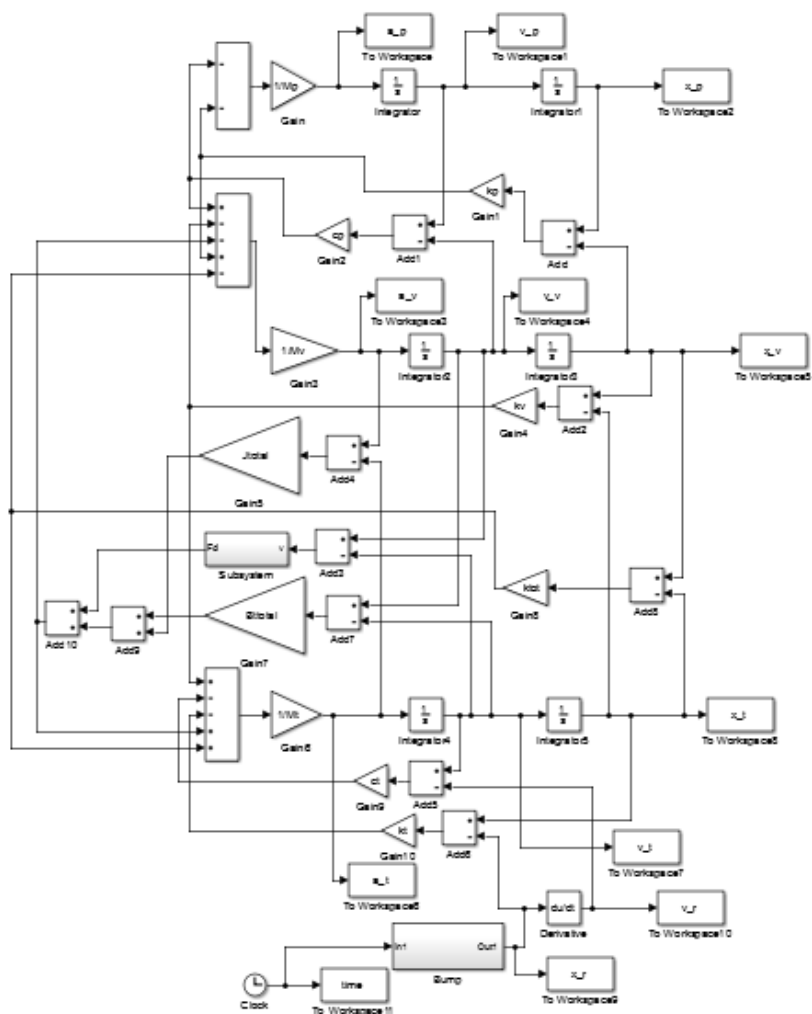 a_p
To Workspace
v_p
To Workspace1
1/Mp
Gain
1
s
Integrator
1
s
Integrator1
x_p
To Workspace2
kp
Gain1
cp
Gain2
Add1
Add
a_v
To Workspace3
v_v
To Workspace4
1/Mv
Gain3
1
s
Integrator2
1
s
Integrator3
x_v
To Workspace5
kv
Gain4
Add2
Jtotal
Gain5
Add4
Fd
v
Subsystem
Add3
ktot
Gain8
Add8
Add10
Add9
Bttotal
Gain7
Add7
1/Mt
Gain6
1
s
Integrator4
1
s
Integrator5
x_t
To Workspace8
ct
Gain9
Add5
kt
Gain10
Add6
a_t
To Workspace6
v_t
To Workspace7
du/dt
Derivative
v_r
To Workspace10
In1
Out1
Bump
x_r
To Workspace9
Clock
time
To Workspace11